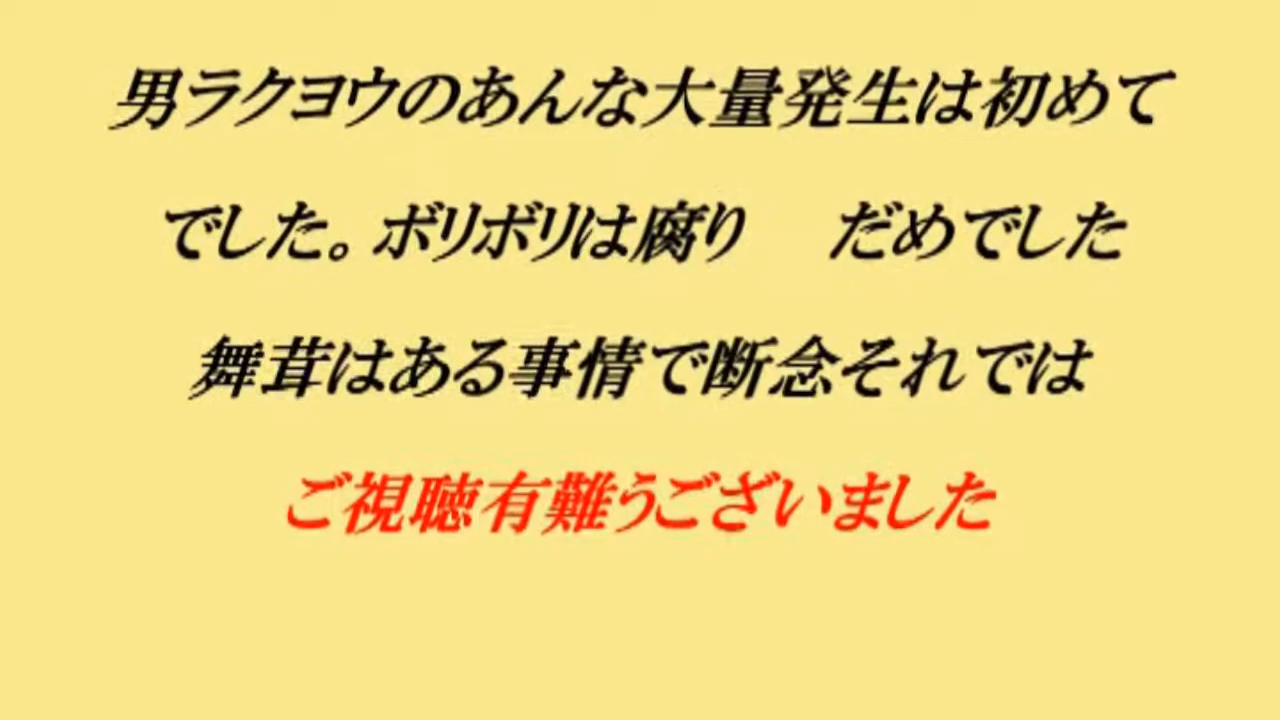 男ラクヨウのあんな大量発生は初めて
でした。ボリボリは腐り　だめでした
舞茸はある事情で断念それでは
ご視聴有難うございました